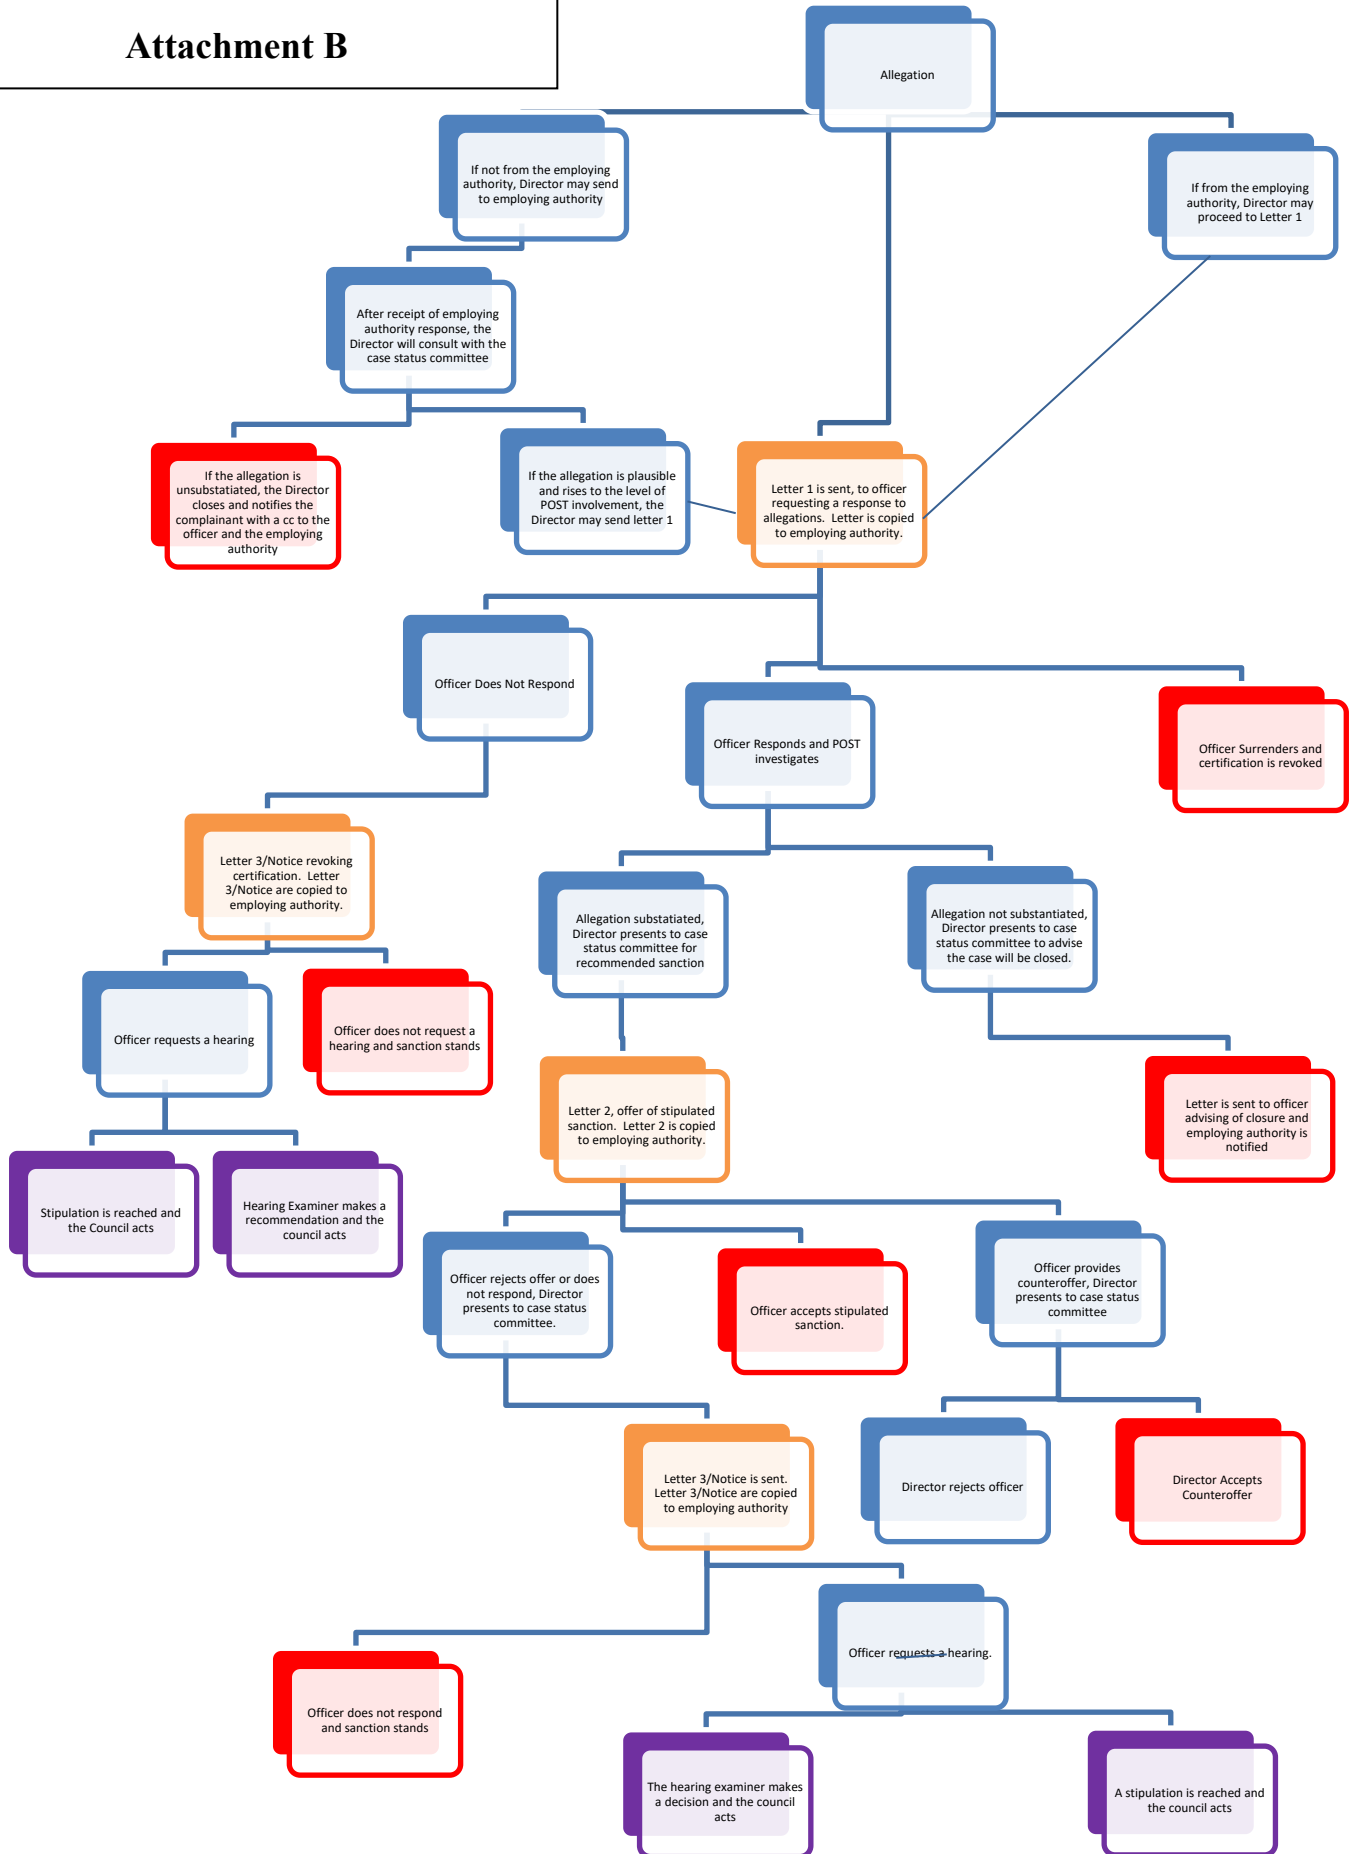 Attachment B
Allegation
If not from the employing
authority, Director may send
to employing authority
If from the employing
authority, Director may
proceed to Letter 1
After receipt of employing
authority response, the
Director will consult with the
case status committee
If the allegation is
unsubstatiated, the Director
closes and notifies the
complainant with a cc to the
officer and the employing
authority
If the allegation is plausible
and rises to the level of
POST involvement, the
Director may send letter 1
Letter 1 is sent, to officer
requesting a response to
allegations.  Letter is copied
to employing authority.
Officer Does Not Respond
Officer Responds and POST
investigates
Officer Surrenders and
certification is revoked
Letter 3/Notice revoking
certification.  Letter
3/Notice are copied to
employing authority.
Allegation substatiated,
Director presents to case
status committee for
recommended sanction
Allegation not substantiated,
Director presents to case
status committee to advise
the case will be closed.
Officer requests a hearing
Officer does not request a
hearing and sanction stands
Letter 2, offer of stipulated
sanction.  Letter 2 is copied
to employing authority.
Letter is sent to officer
advising of closure and
employing authority is
notified
Stipulation is reached and
the Council acts
Hearing Examiner makes a
recommendation and the
council acts
Officer rejects offer or does
not respond, Director
presents to case status
committee.
Officer accepts stipulated
sanction.
Officer provides
counteroffer, Director
presents to case status
committee
Letter 3/Notice is sent.
Letter 3/Notice are copied
to employing authority
Director rejects officer
Director Accepts
Counteroffer
Officer does not respond
and sanction stands
Officer requests a hearing.
The hearing examiner makes
a decision and the council
acts
A stipulation is reached and
the council acts